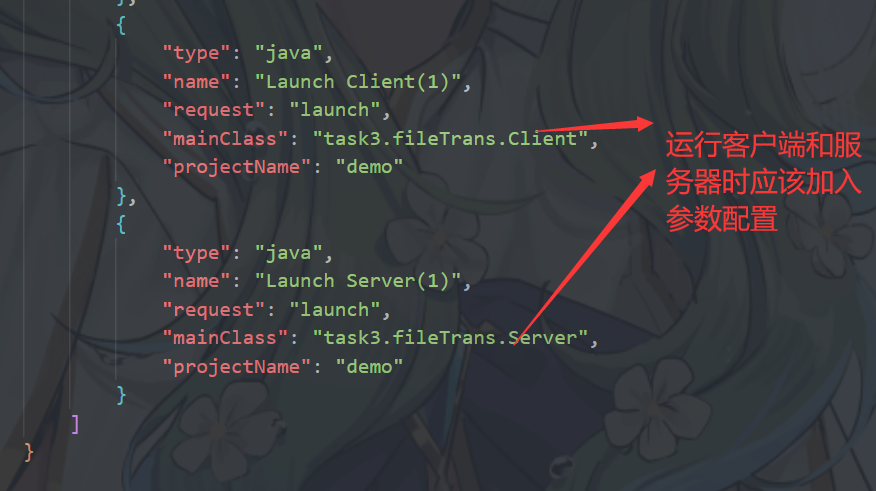 },
{
"type": "java",
"name": "Launch Client(1)",
"request": "launch",
"mainClass": "task3.fileTrans.Client",
"projectName": "demo"
},
{
"type": "java",
"name": "Launch Server(1)",
"request": "launch",
"mainClass": "task3.fileTrans.Server",
"projectName": "demo"
}
]
}
运行客户端和服
务器时应该加入
参数配置